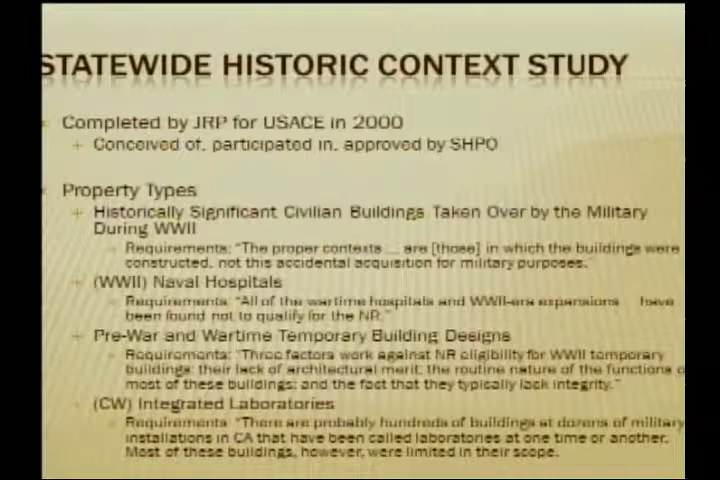 STATEWIDE HISTORIC CONTEXT STUDY
Completed by JRP for USACE in 2000
+ Conceived of, participated in, approved by SHPO
Property Types
+ Historically Significant Civilian Buildings Taken Over by the Military
During WWII
Requirements: "The proper contexts ... are [those] in which the buildings were
constructed, not this accidental acquisition for military purposes."
+ (WWII) Naval Hospitals
Requirements: "All of the wartime hospitals and WWII-era expansions ... have
been found not to qualify for the NR."
+ Pre-War and Wartime Temporary Building Designs
Requirements: "Three factors work against NR eligibility for WWII temporary
buildings: their lack of architectural merit; the routine nature of the functions o
most of these buildings; and the fact that they typically lack integrity."
+ (CW) Integrated Laboratories
Requirements: "There are probably hundreds of buildings at dozens of military
installations in CA that have been called laboratories at one time or another.
Most of these buildings, however, were limited in their scope.